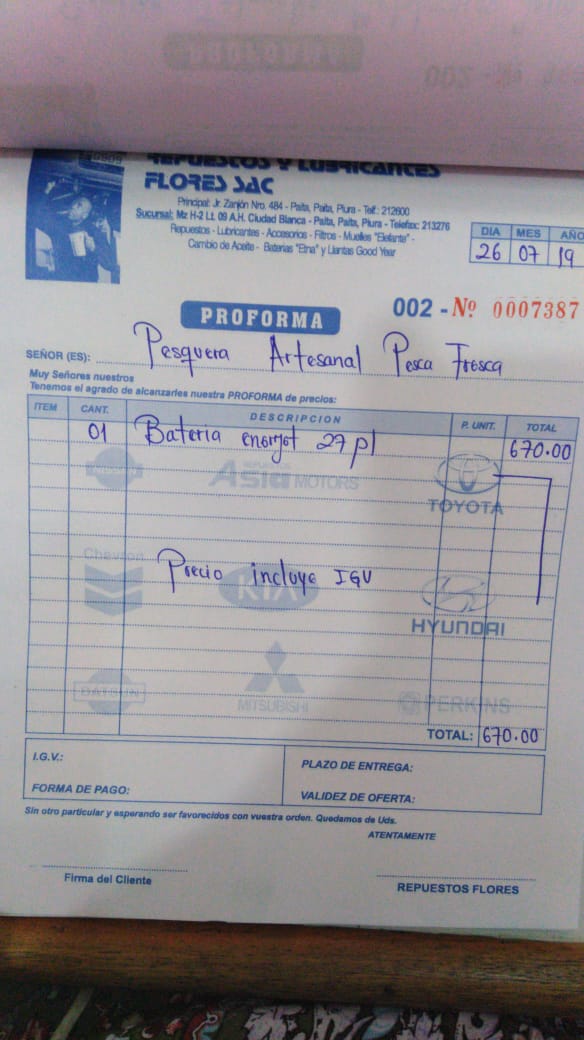 REPUESTOS Y LUBRICANTES
FLORES SAC
Principal: Jr. Zanjón Nro. 484 - Paita, Paita, Piura - Telf.: 212600
Sucursal: Mz H-2 Lt. 09 A.H. Ciudad Blanca - Paita, Paita, Piura - Telefax: 213276
Repuestos - Lubricantes - Accesorios - Filtros - Muelles "Elefante" -
Cambio de Aceite - Baterias "Etna" y Llantas Good Year
DIA MES AÑO
26 07 19
PROFORMA
002 - Nº 0007387
SEÑOR (ES): Pesquera Artesanal Pesca Fresca
Muy Señores nuestros
Tenemos el agrado de alcanzarles nuestra PROFORMA de precios:
ITEM CANT. DESCRIPCION P. UNIT. TOTAL
01 Bateria enerjet 27 pl 670.00
Asia MOTORS
TOYOTA
Chevron
Precio incluye IGV
KIA
HYUNDAI
DATSUN
MITSUBISHI
PERKINS
TOTAL: 670.00
I.G.V.:
PLAZO DE ENTREGA:
FORMA DE PAGO:
VALIDEZ DE OFERTA:
Sin otro particular y esperando ser favorecidos con vuestra orden. Quedamos de Uds.
ATENTAMENTE
Firma del Cliente
REPUESTOS FLORES